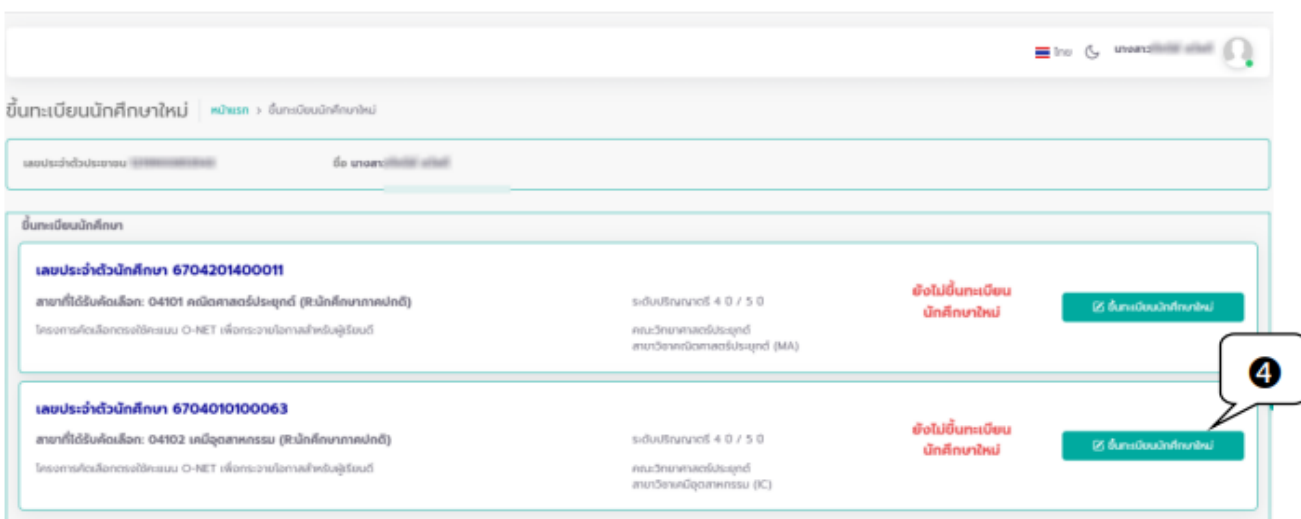 ไทย นางสาว
ขึ้นทะเบียนนักศึกษาใหม่ หน้าแรก > ขึ้นทะเบียนนักศึกษาใหม่
เลขประจำตัวประชาชน ชื่อ นางสาว
ขึ้นทะเบียนนักศึกษา
เลขประจำตัวนักศึกษา 6704201400011
สาขาที่ได้รับคัดเลือก: 04101 คณิตศาสตร์ประยุกต์ (R:นักศึกษาภาคปกติ)
โครงการคัดเลือกตรงใช้คะแนน O-NET เพื่อกระจายโอกาสสำหรับผู้เรียนดี
ระดับปริญญาตรี 4 ปี / 5 ปี
คณะวิทยาศาสตร์ประยุกต์
สาขาวิชาคณิตศาสตร์ประยุกต์ (MA)
ยังไม่ขึ้นทะเบียน
นักศึกษาใหม่
ขึ้นทะเบียนนักศึกษาใหม่
เลขประจำตัวนักศึกษา 6704010100063
สาขาที่ได้รับคัดเลือก: 04102 เคมีอุตสาหกรรม (R:นักศึกษาภาคปกติ)
โครงการคัดเลือกตรงใช้คะแนน O-NET เพื่อกระจายโอกาสสำหรับผู้เรียนดี
ระดับปริญญาตรี 4 ปี / 5 ปี
คณะวิทยาศาสตร์ประยุกต์
สาขาวิชาเคมีอุตสาหกรรม (IC)
ยังไม่ขึ้นทะเบียน
นักศึกษาใหม่
ขึ้นทะเบียนนักศึกษาใหม่
❹